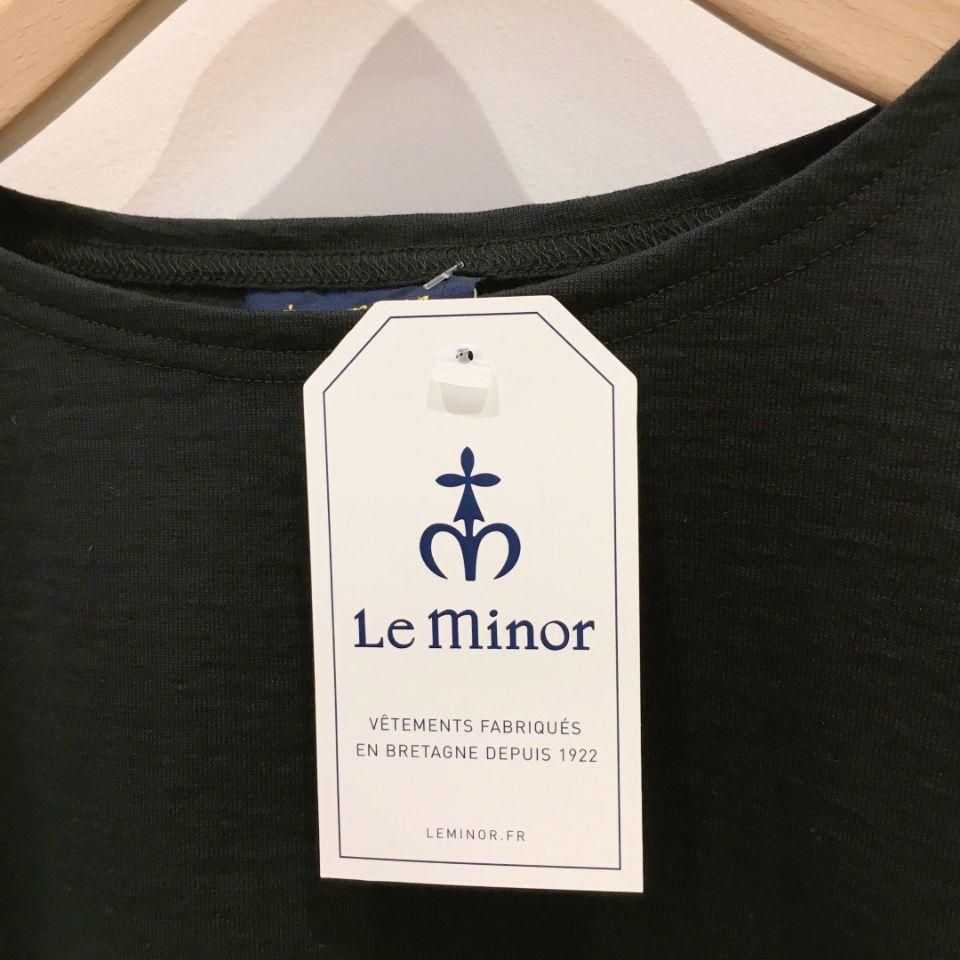 Le Minor
VÊTEMENTS FABRIQUÉS
EN BRETAGNE DEPUIS 1922
LEMINOR.FR